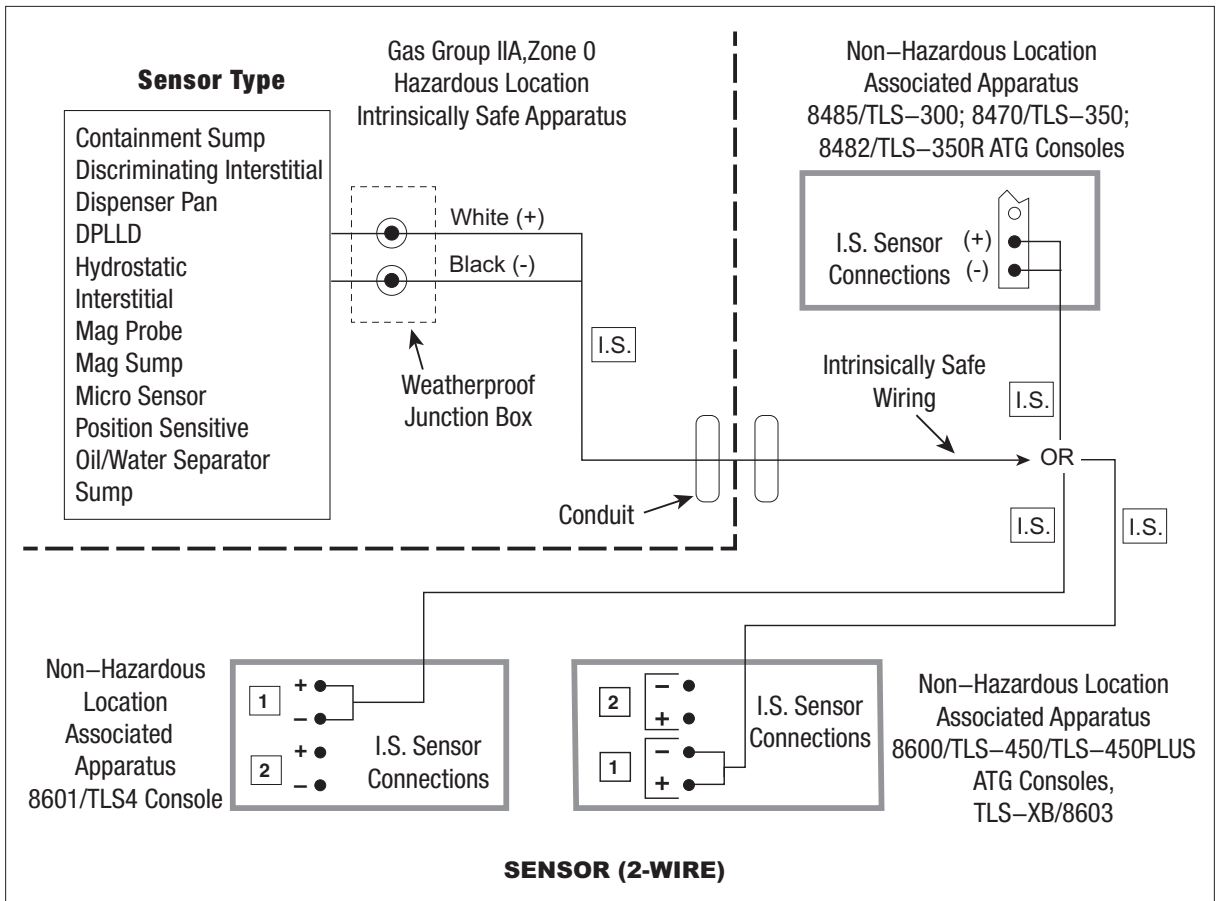 Sensor Type
Containment Sump
Discriminating Interstitial
Dispenser Pan
DPLLD
Hydrostatic
Interstitial
Mag Probe
Mag Sump
Micro Sensor
Position Sensitive
Oil/Water Separator
Sump
Gas Group IIA,Zone 0
Hazardous Location
Intrinsically Safe Apparatus
White (+)
Black (-)
I.S.
Weatherproof
Junction Box
Conduit
Non–Hazardous Location
Associated Apparatus
8485/TLS–300; 8470/TLS–350;
8482/TLS–350R ATG Consoles
I.S. Sensor
Connections
(+)
(-)
Intrinsically Safe
Wiring
I.S.
OR
I.S.
I.S.
Non–Hazardous
Location
Associated
Apparatus
8601/TLS4 Console
1
+
–
2
+
–
I.S. Sensor
Connections
2
–
+
1
–
+
I.S. Sensor
Connections
Non–Hazardous Location
Associated Apparatus
8600/TLS–450/TLS–450PLUS
ATG Consoles,
TLS–XB/8603
SENSOR (2-WIRE)